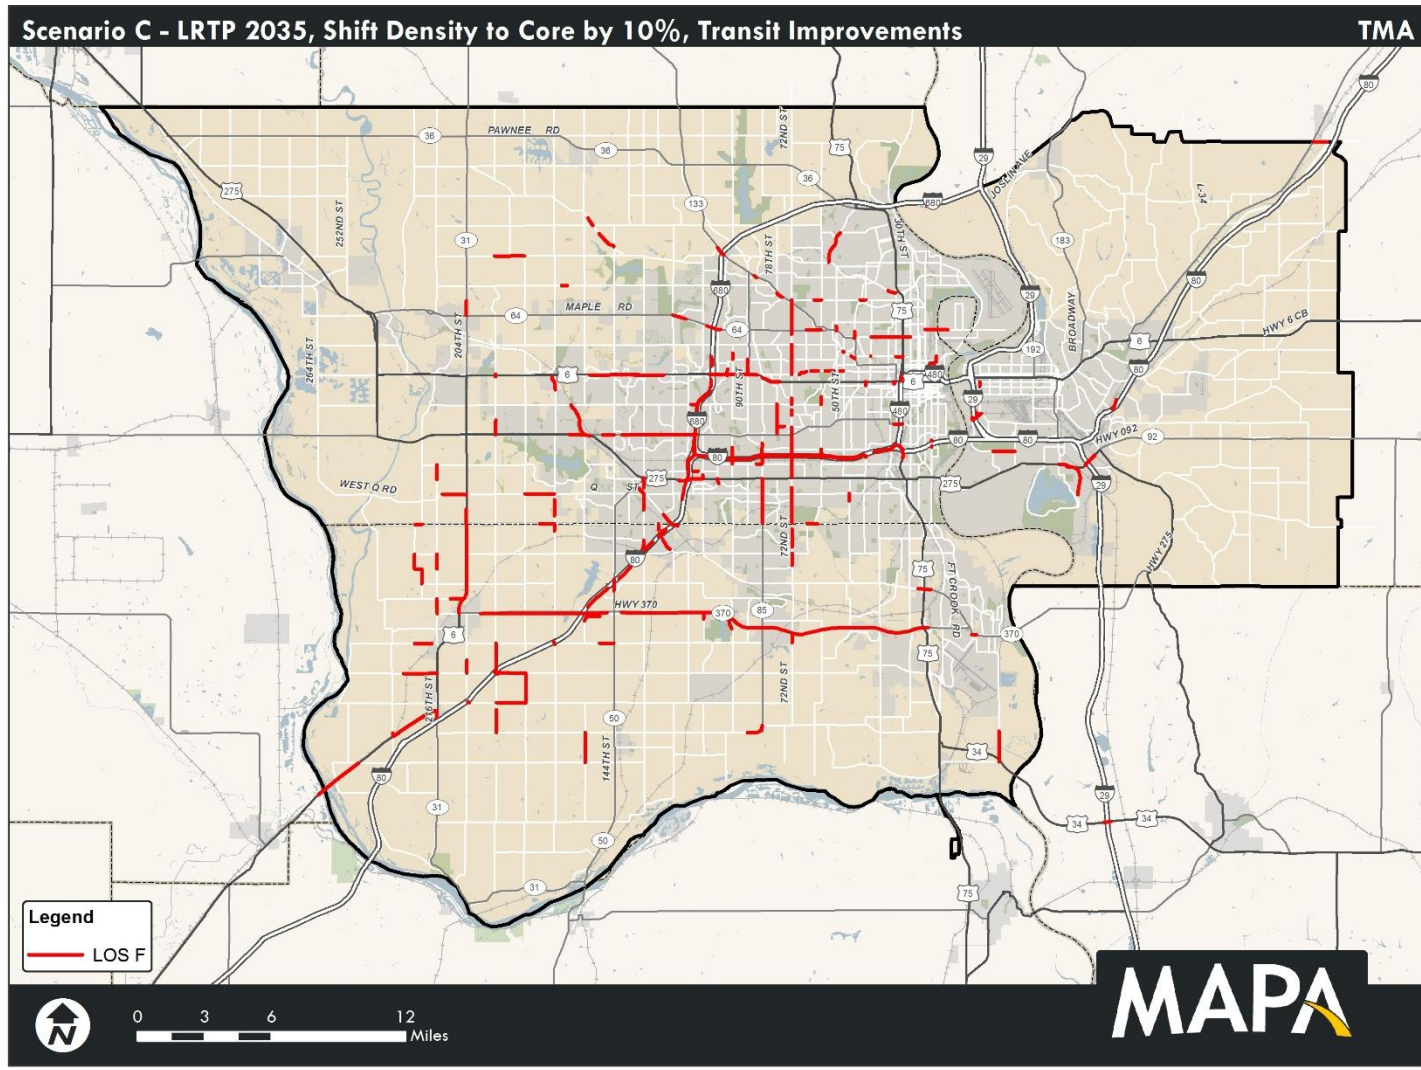 Scenario C - LRTP 2035, Shift Density to Core by 10%, Transit Improvements
TMA
80
PAWNEE RD
36
36
72ND ST
75
29
JOSLIN AVE
36
275
252ND ST
133
680
L-34
31
78TH ST
30TH ST
183
80
680
29
264TH ST
204TH ST
64
MAPLE RD
64
75
BROADWAY
HWY 6 CB
6
192
80
6
90TH ST
50TH ST
6
480
29
680
480
80
80
HWY 092
92
80
WEST Q RD
Q ST
275
275
29
72ND ST
HWY 275
80
75
FT CROOK RD
HWY 370
370
85
6
370
75
216TH ST
72ND ST
50
144TH ST
34
80
31
29
34
34
50
31
75
Legend
LOS F
N
0 3 6 12
Miles
MAPA